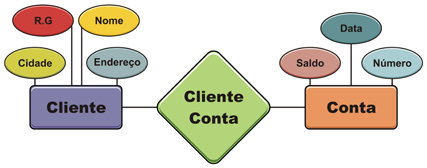 R.G
Nome
Cidade
Endereço
Cliente
Cliente
Conta
Data
Saldo
Número
Conta